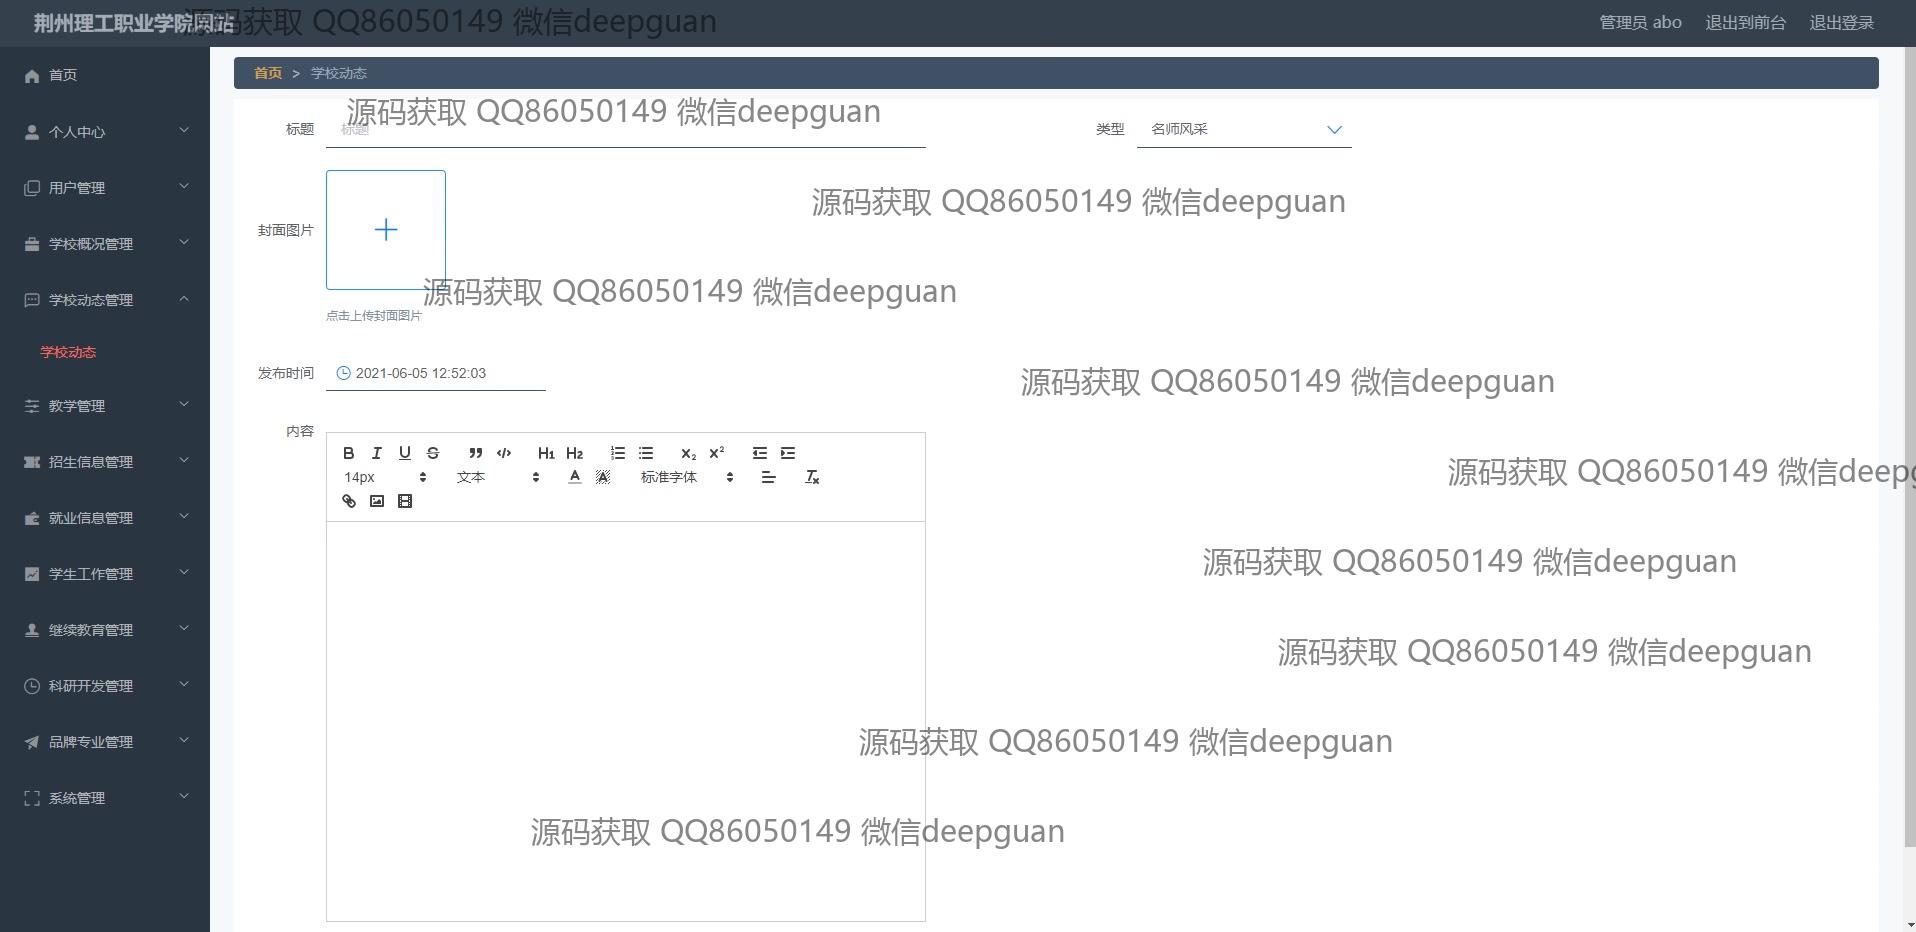 荆州理工职业学院网站
源码获取 QQ86050149 微信deepguan
管理员 abo 退出到前台 退出登录
首页
个人中心
用户管理
学校概况管理
学校动态管理
学校动态
教学管理
招生信息管理
就业信息管理
学生工作管理
继续教育管理
科研开发管理
品牌专业管理
系统管理
首页 > 学校动态
源码获取 QQ86050149 微信deepguan
标题 标题
类型 名师风采
源码获取 QQ86050149 微信deepguan
封面图片
源码获取 QQ86050149 微信deepguan
点击上传封面图片
发布时间 2021-06-05 12:52:03
源码获取 QQ86050149 微信deepguan
内容
B I U S H1 H2 X2 X2
14px 文本 A A 标准字体 Tx
源码获取 QQ86050149 微信deep
源码获取 QQ86050149 微信deepguan
源码获取 QQ86050149 微信deepguan
源码获取 QQ86050149 微信deepguan
源码获取 QQ86050149 微信deepguan